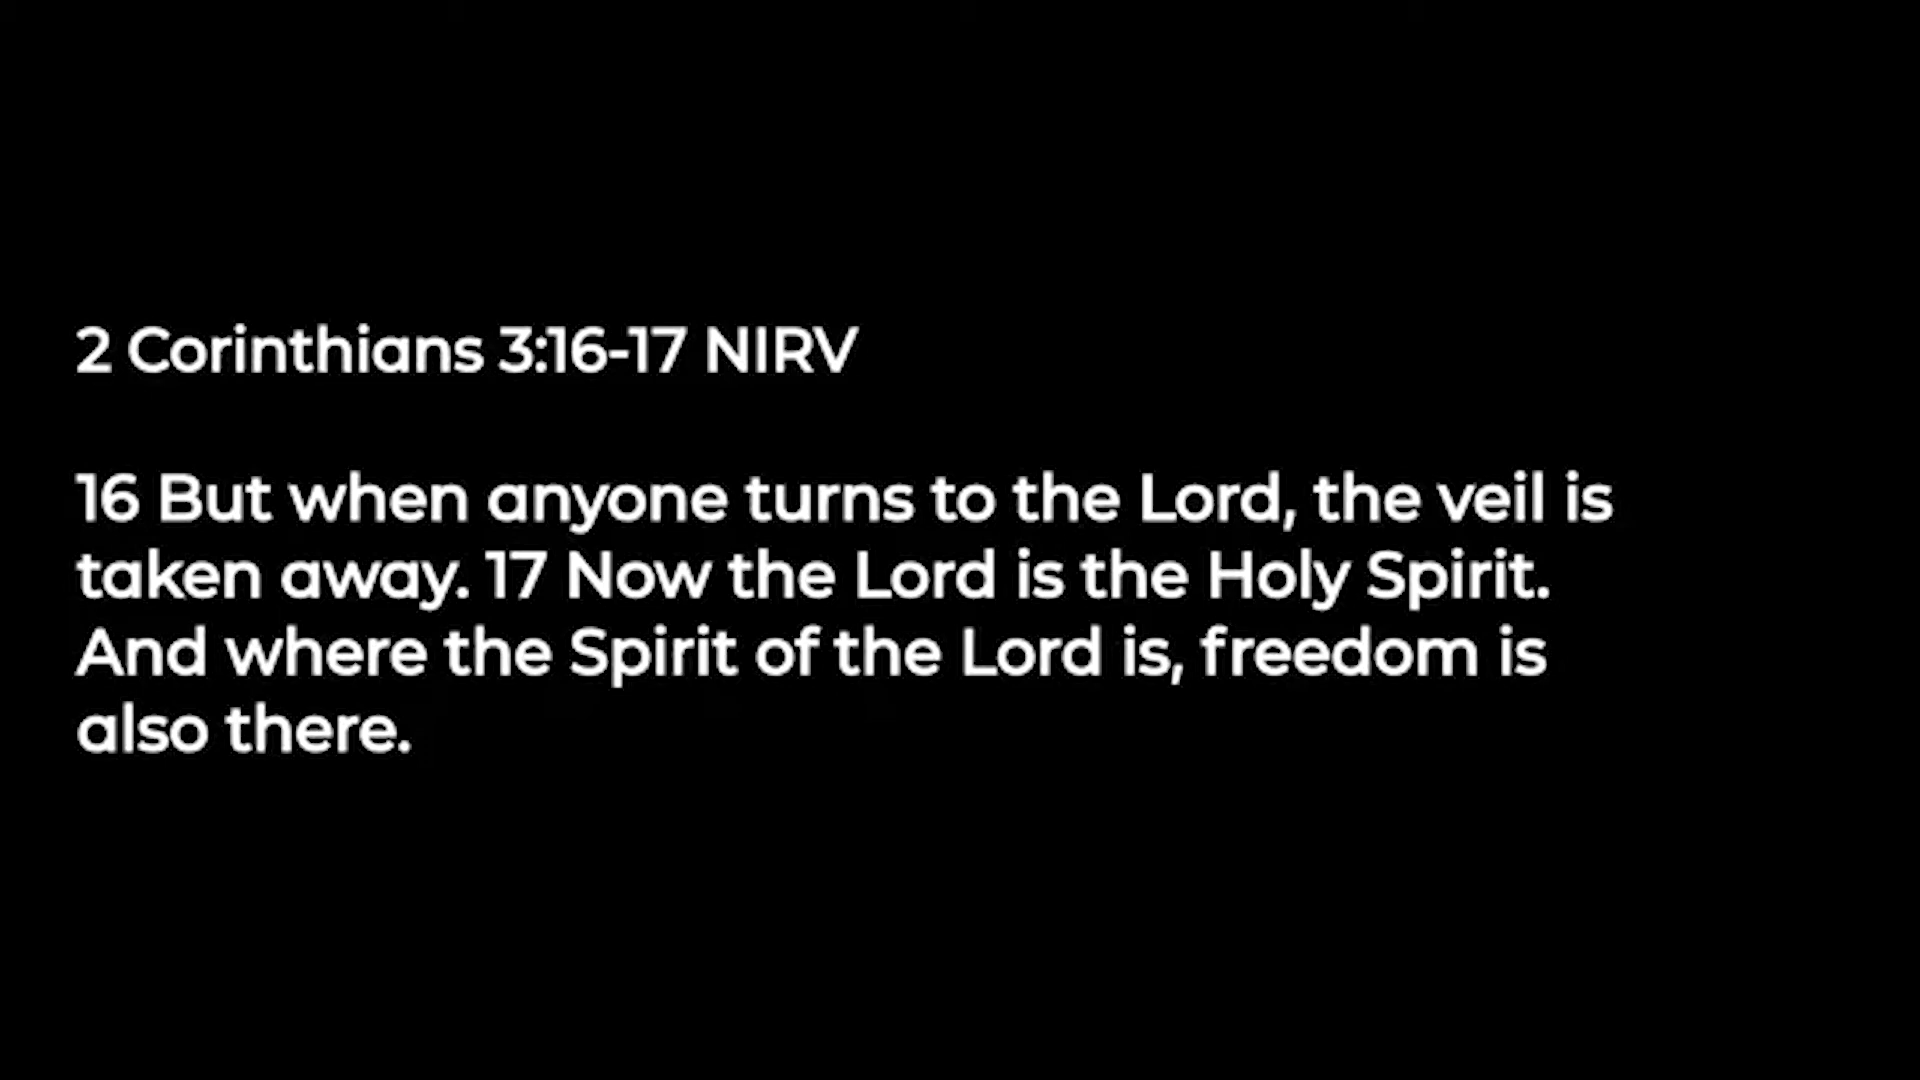 2 Corinthians 3:16-17 NIRV
16 But when anyone turns to the Lord, the veil is
taken away. 17 Now the Lord is the Holy Spirit.
And where the Spirit of the Lord is, freedom is
also there.